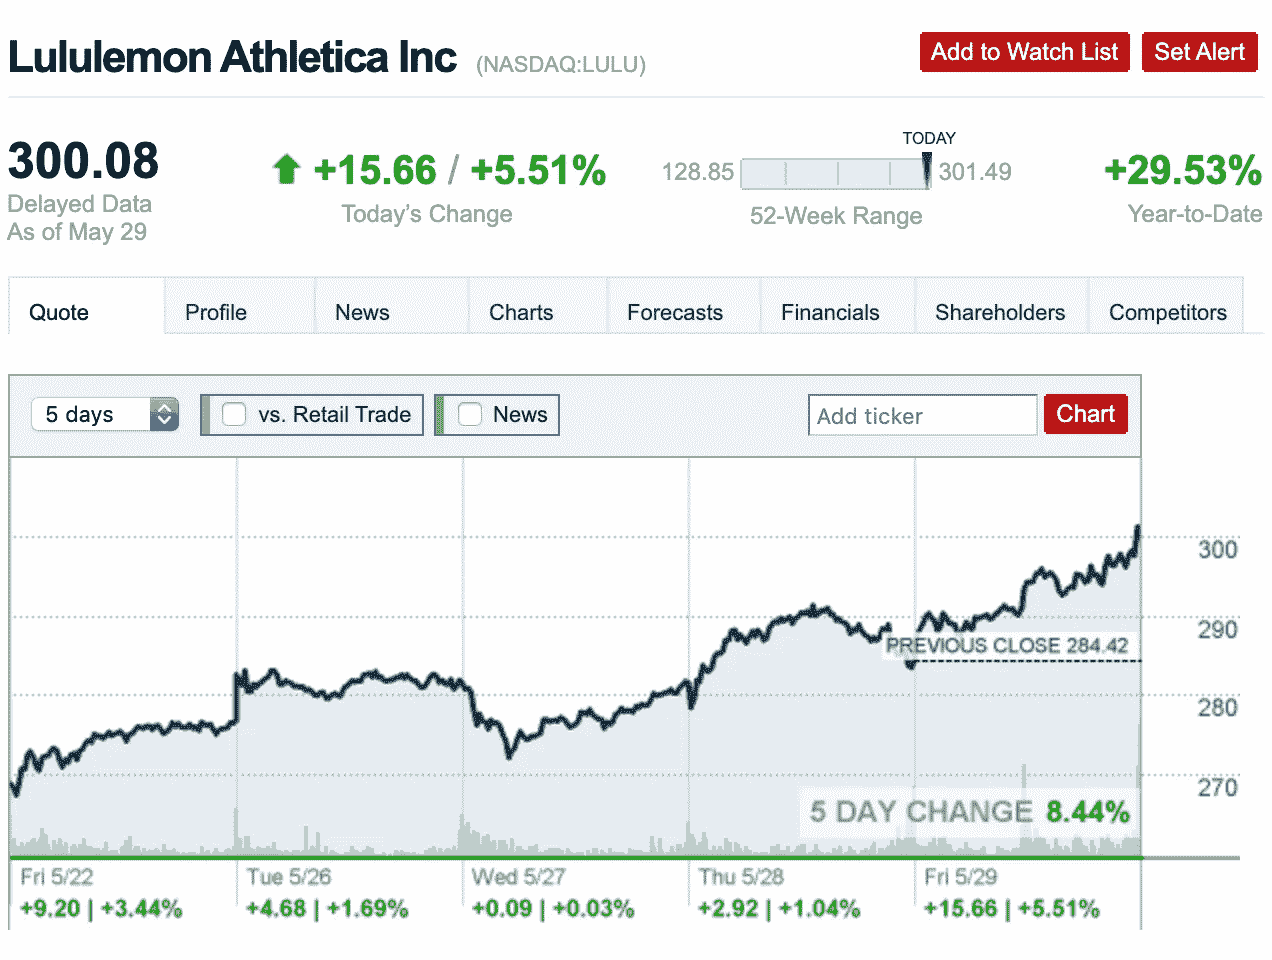 Lululemon Athletica Inc (NASDAQ:LULU)
Add to Watch List
Set Alert
300.08
Delayed Data
As of May 29
+15.66 / +5.51%
Today's Change
TODAY
128.85
301.49
52-Week Range
+29.53%
Year-to-Date
Quote
Profile
News
Charts
Forecasts
Financials
Shareholders
Competitors
5 days
vs. Retail Trade
News
Add ticker
Chart
300
290
PREVIOUS CLOSE 284.42
280
270
5 DAY CHANGE 8.44%
Fri 5/22
+9.20 | +3.44%
Tue 5/26
+4.68 | +1.69%
Wed 5/27
+0.09 | +0.03%
Thu 5/28
+2.92 | +1.04%
Fri 5/29
+15.66 | +5.51%